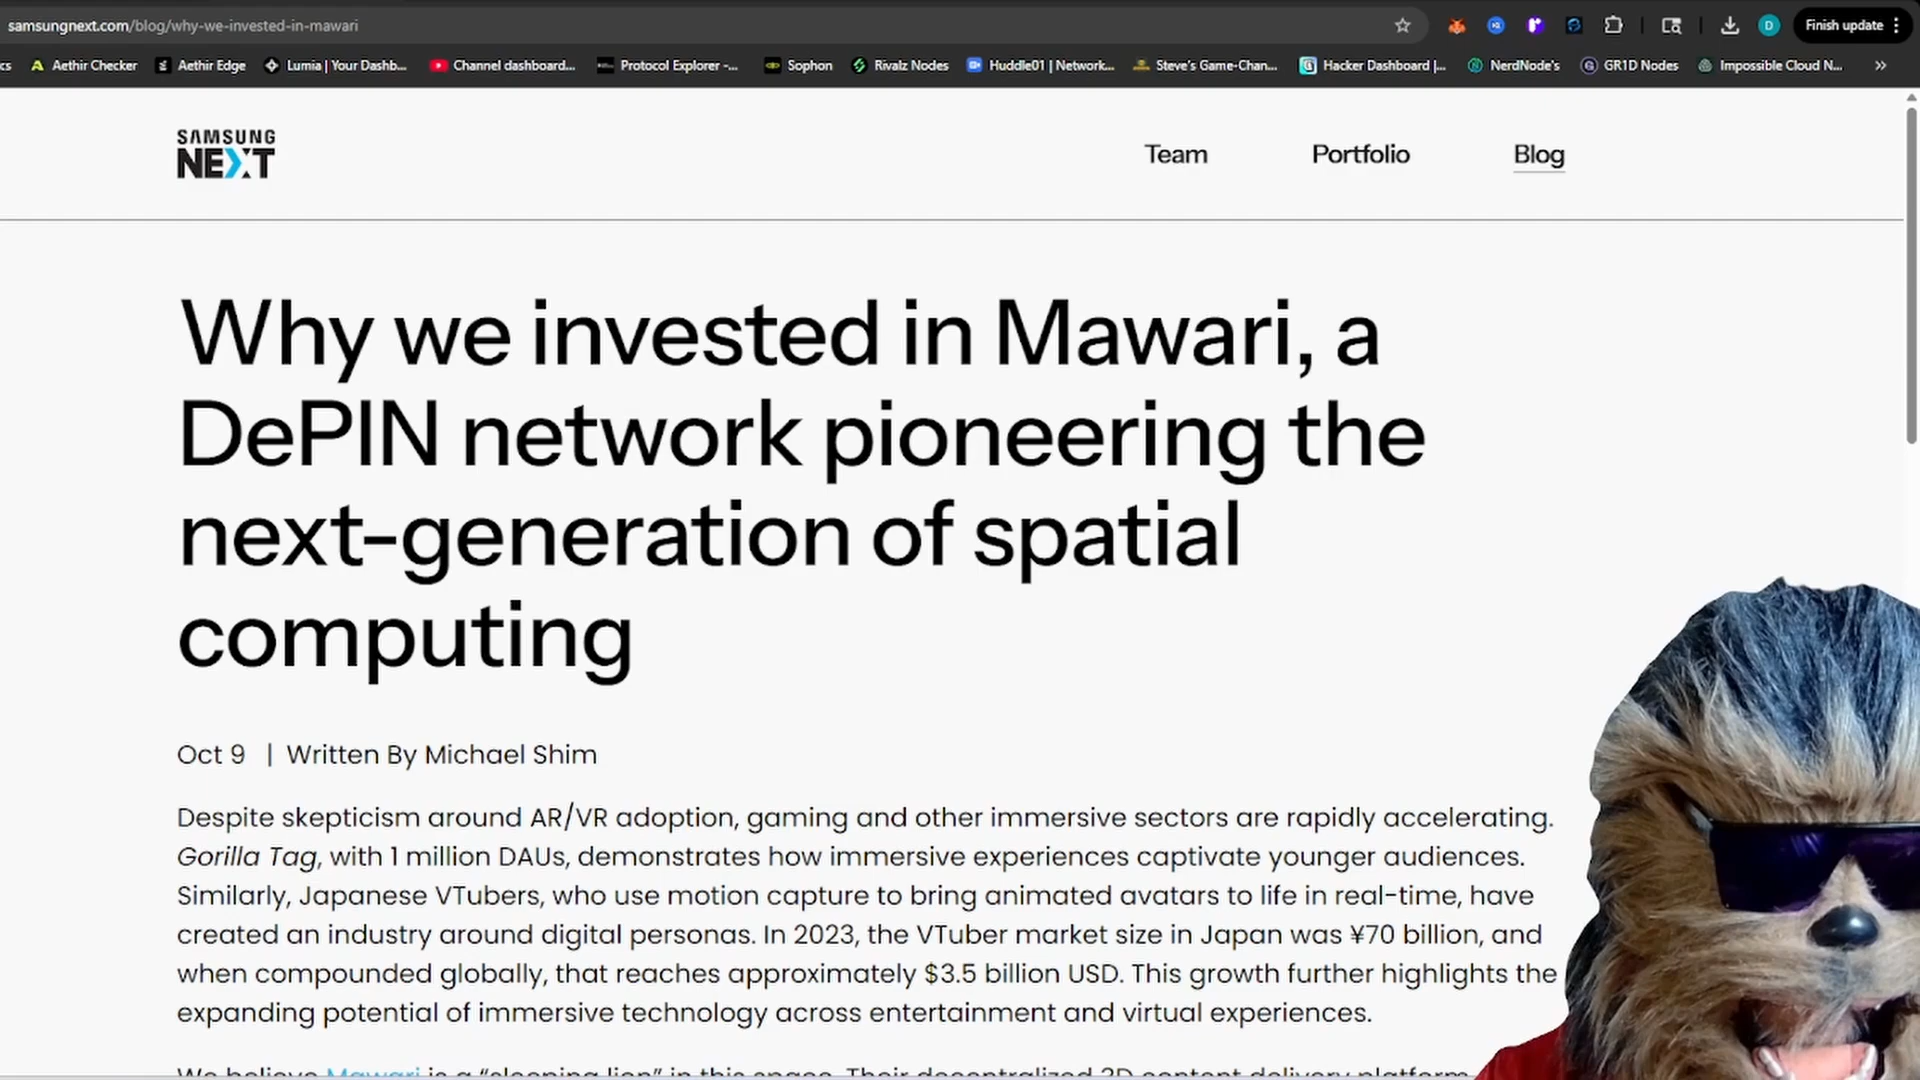 samsungnext.com/blog/why-we-invested-in-mawari
D
Finish update
cs
Aethir Checker
Aethir Edge
Lumia | Your Dashb...
Channel dashboard...
Protocol Explorer -...
Sophon
Rivalz Nodes
Huddle01 | Network...
Steve's Game-Chan...
Hacker Dashboard |...
NerdNode's
GR1D Nodes
Impossible Cloud N...
SAMSUNG
NEXT
Team
Portfolio
Blog
Why we invested in Mawari, a
DePIN network pioneering the
next-generation of spatial
computing
Oct 9 | Written By Michael Shim
Despite skepticism around AR/VR adoption, gaming and other immersive sectors are rapidly accelerating.
Gorilla Tag, with 1 million DAUs, demonstrates how immersive experiences captivate younger audiences.
Similarly, Japanese VTubers, who use motion capture to bring animated avatars to life in real-time, have
created an industry around digital personas. In 2023, the VTuber market size in Japan was ¥70 billion, and
when compounded globally, that reaches approximately $3.5 billion USD. This growth further highlights the
expanding potential of immersive technology across entertainment and virtual experiences.
We believe Mawari is a “sleeping lion” in this space. Their decentralized 3D content delivery platform